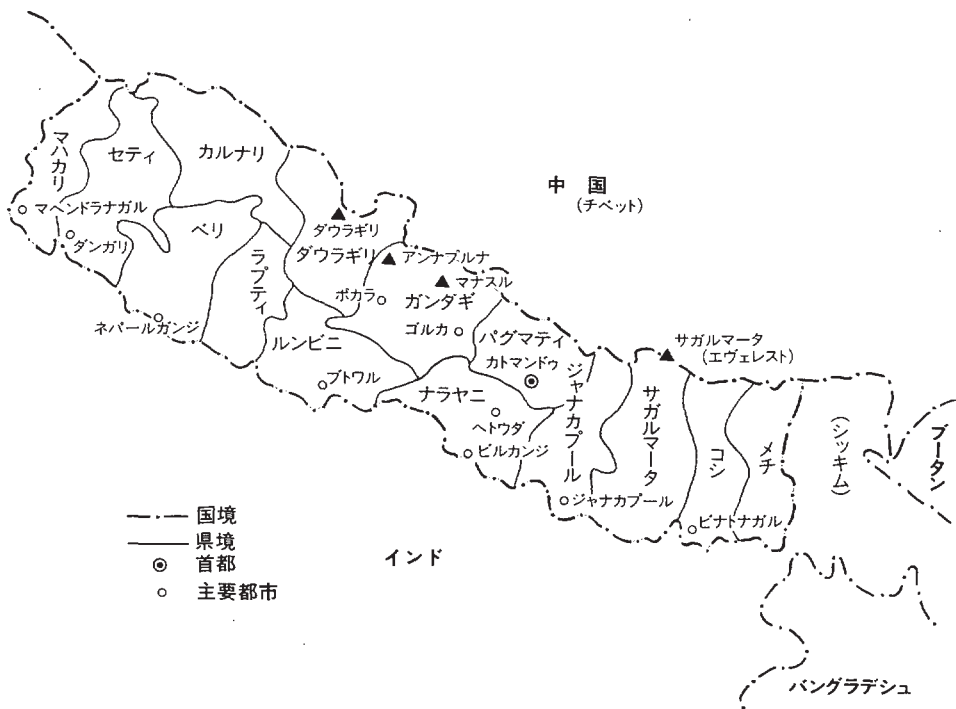 マハカリ
セティ
カルナリ
中国
(チベット)
マヘンドラナガル
ダンガリ
ベリ
ダウラギリ
ダウラギリ
アンナプルナ
マナスル
ラプティ
ポカラ
ガンダギ
ゴルカ
ネパールガンジ
ルンビニ
パグマティ
カトマンドゥ
サガルマータ
(エヴェレスト)
ブトワル
ナラヤニ
ジャナカプール
サガルマータ
コシ
メチ
(シッキム)
ブータン
ヘトウダ
ビルカンジ
ジャナカプール
ビナトナガル
国境
県境
首都
主要都市
インド
バングラデシュ